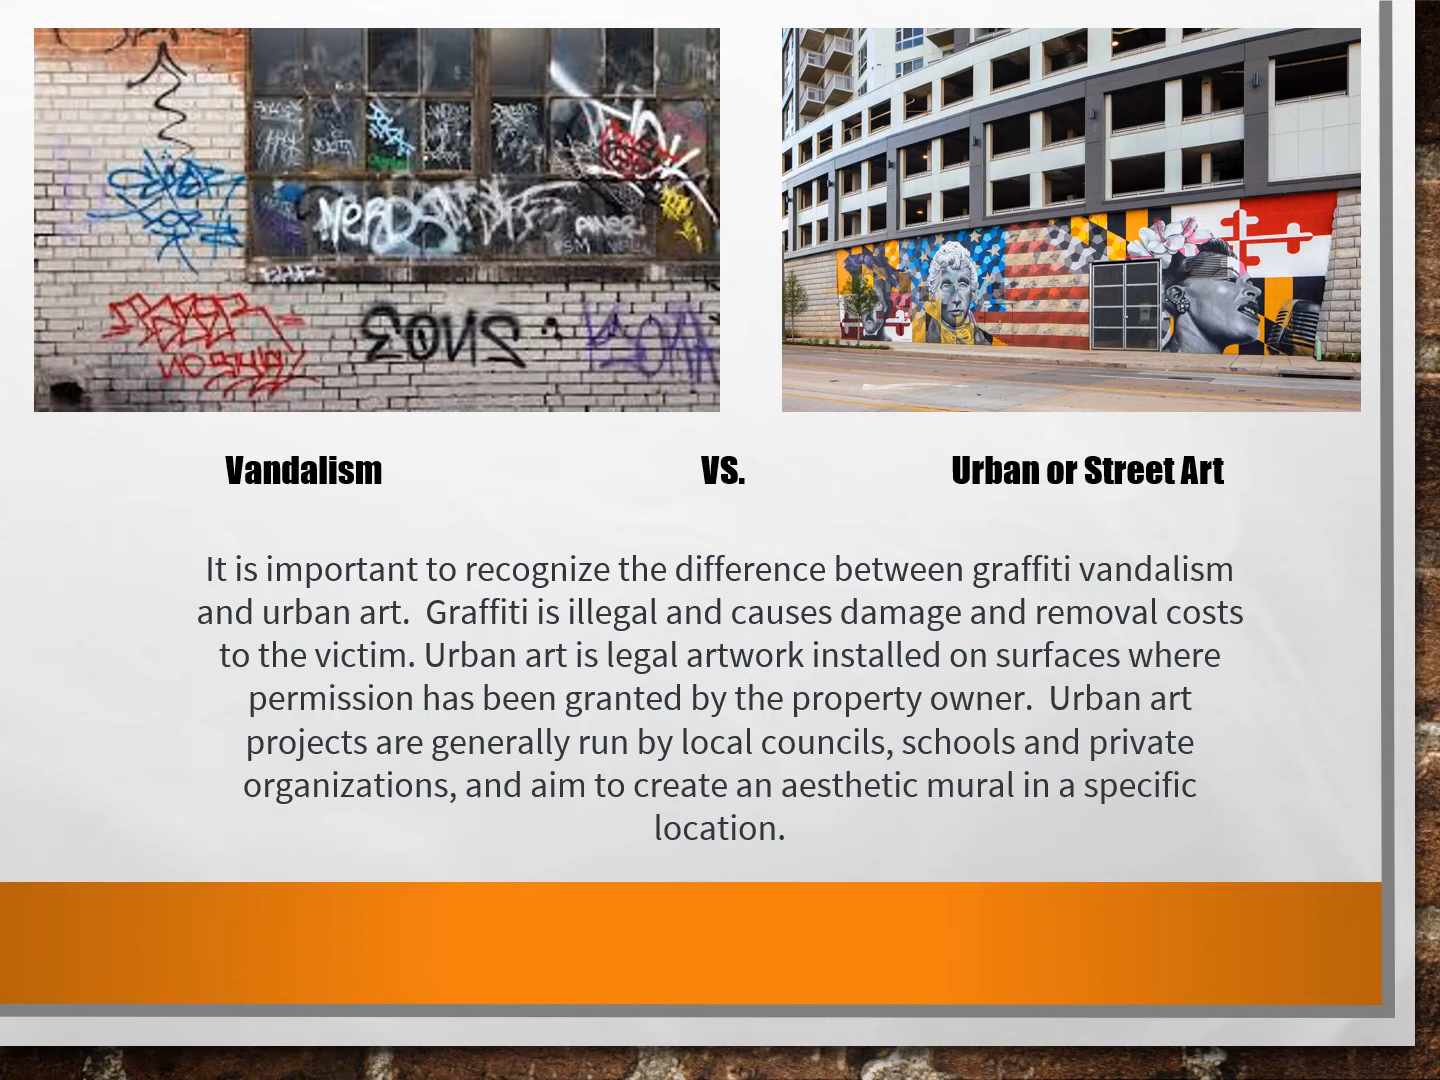 NERDS
Vandalism
VS.
Urban or Street Art
It is important to recognize the difference between graffiti vandalism
and urban art.  Graffiti is illegal and causes damage and removal costs
to the victim. Urban art is legal artwork installed on surfaces where
permission has been granted by the property owner.  Urban art
projects are generally run by local councils, schools and private
organizations, and aim to create an aesthetic mural in a specific
location.